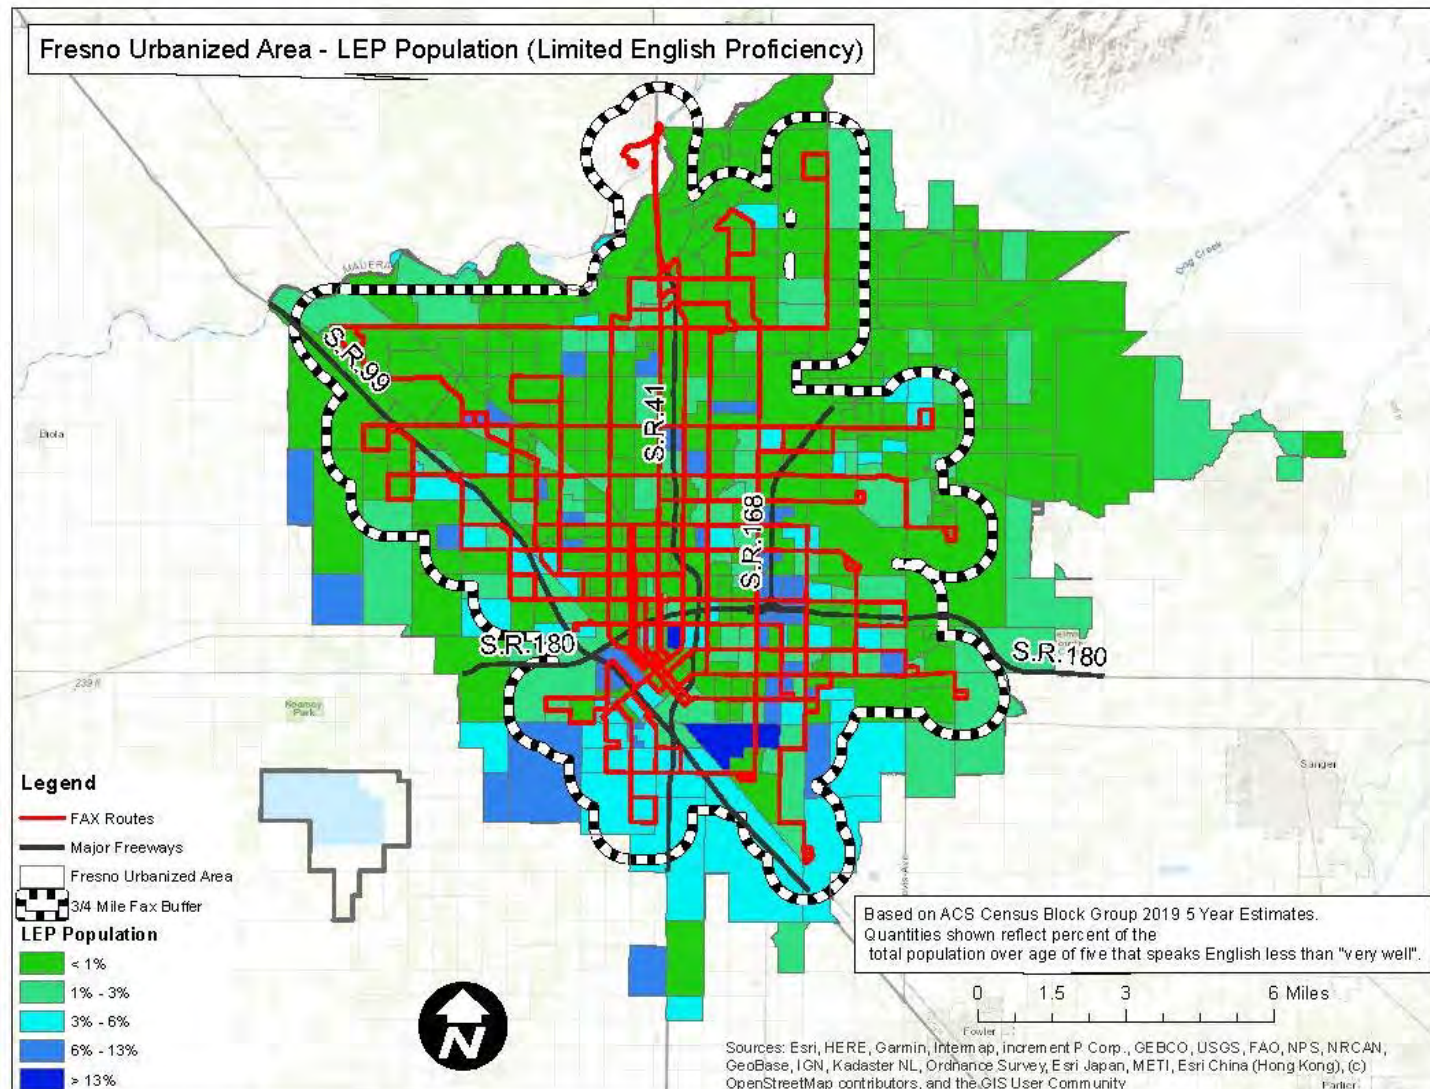 Fresno Urbanized Area - LEP Population (Limited English Proficiency)
MADERA
Dog Creek
S.R.99
S.R.41
Biola
S.R.168
S.R.180
S.R.180
239 ft
Kearney
Park
Sanger
Legend
FAX Routes
Major Freeways
Fresno Urbanized Area
3/4 Mile Fax Buffer
LEP Population
< 1%
1% - 3%
3% - 6%
6% - 13%
> 13%
N
Based on ACS Census Block Group 2019 5 Year Estimates.
Quantities shown reflect percent of the
total population over age of five that speaks English less than "very well".
0 1.5 3 6 Miles
Fowler
Sources: Esri, HERE, Garmin, Intermap, increment P Corp., GEBCO, USGS, FAO, NPS, NRCAN,
GeoBase, IGN, Kadaster NL, Ordnance Survey, Esri Japan, METI, Esri China (Hong Kong), (c)
OpenStreetMap contributors, and the GIS User Community